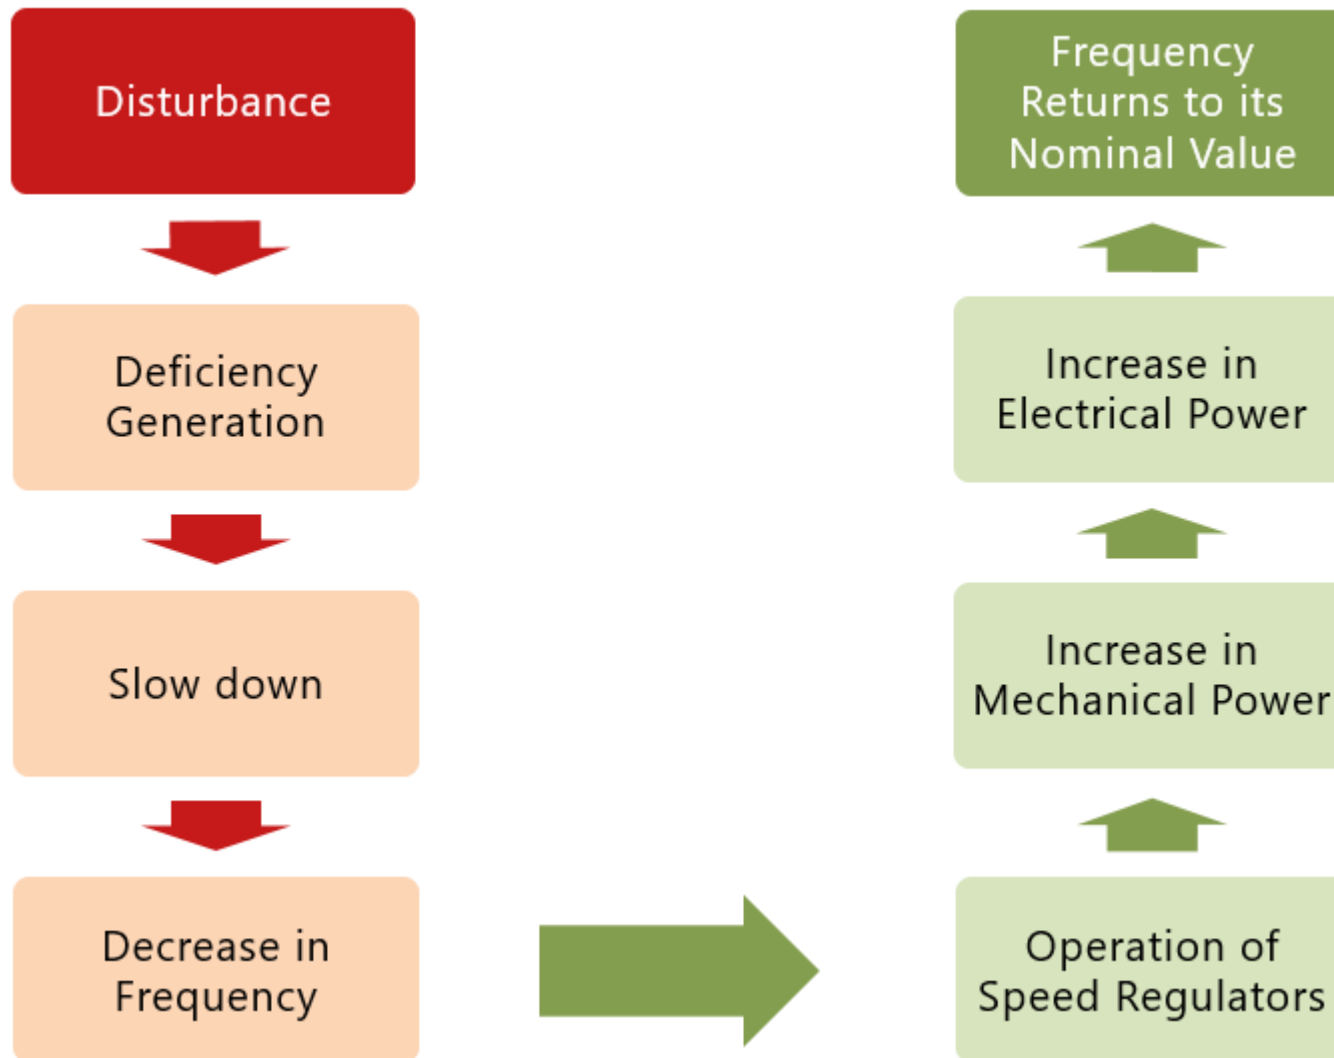 Disturbance
Deficiency
Generation
Slow down
Decrease in
Frequency
Operation of
Speed Regulators
Increase in
Mechanical Power
Increase in
Electrical Power
Frequency
Returns to its
Nominal Value